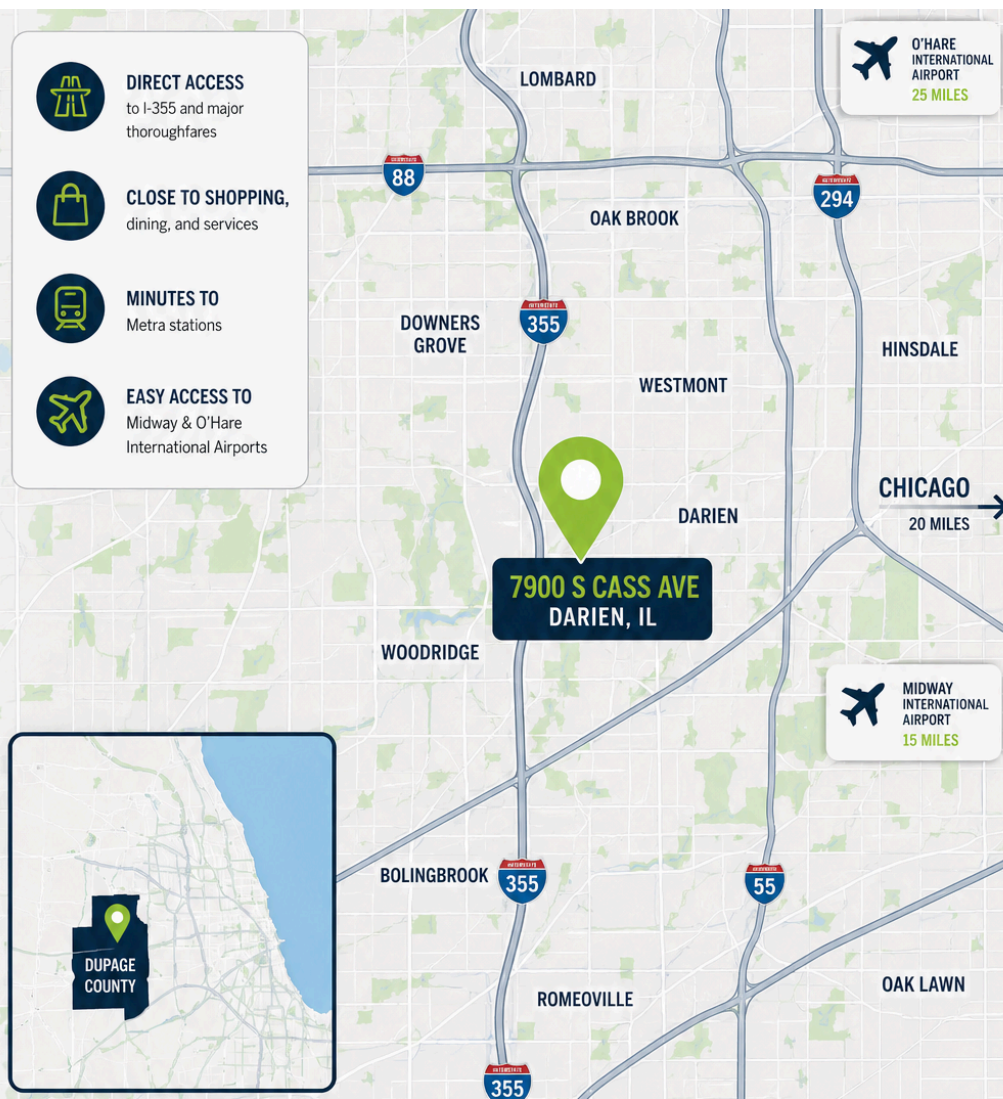 DIRECT ACCESS
to I-355 and major
thoroughfares
CLOSE TO SHOPPING,
dining, and services
MINUTES TO
Metra stations
EASY ACCESS TO
Midway & O'Hare
International Airports
O'HARE
INTERNATIONAL
AIRPORT
25 MILES
LOMBARD
88
294
OAK BROOK
355
DOWNERS
GROVE
HINSDALE
WESTMONT
CHICAGO
20 MILES
DARIEN
7900 S CASS AVE
DARIEN, IL
WOODRIDGE
MIDWAY
INTERNATIONAL
AIRPORT
15 MILES
BOLINGBROOK
355
55
DUPAGE
COUNTY
ROMEOVILLE
OAK LAWN
355